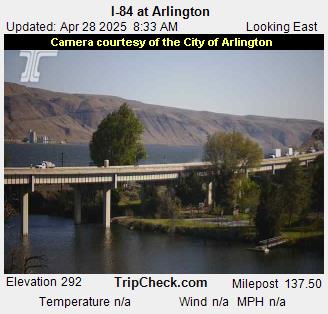 I-84 at Arlington
Updated: Apr 28 2025 8:33 AM Looking East
Camera courtesy of the City of Arlington
Elevation 292 TripCheck.com Milepost 137.50
Temperature n/a Wind n/a MPH n/a